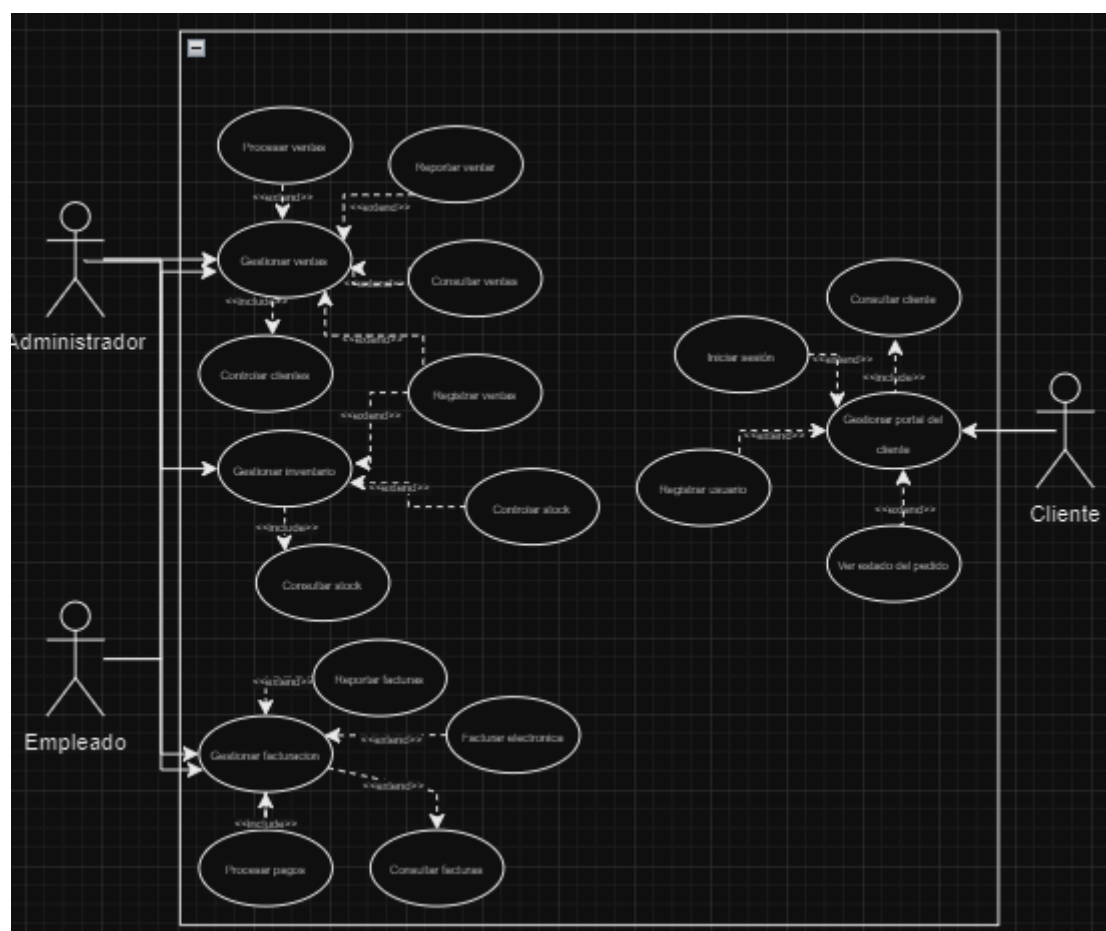 Procesar ventas
Reportar ventar
<<extend>>
<<extend>>
Gestionar ventas
Consultar ventas
<<extend>>
<<include>>
<<extend>>
Administrador
Controlar clientes
Registrar ventas
<<extend>>
Gestionar inventario
<<extend>>
Controlar stock
<<include>>
Consultar stock
Empleado
Reportar facturas
<<extend>>
Facturar electronica
<<extend>>
Gestionar facturacion
<<extend>>
<<include>>
Procesar pagos
Consultar facturas
Consultar cliente
Iniciar sesión
<<extend>>
<<include>>
Gestionar portal del
cliente
<<extend>>
Registrar usuario
Cliente
<<extend>>
Ver estado del pedido